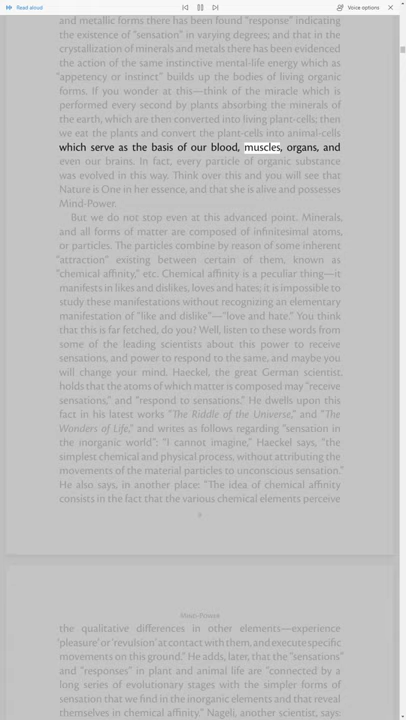 Read aloud
Voice options
and metallic forms there has been found "response" indicating
the existence of "sensation" in varying degrees; and that in the
crystallization of minerals and metals there has been evidenced
the action of the same instinctive mental-life energy which as
"appetency or instinct" builds up the bodies of living organic
forms. If you wonder at this—think of the miracle which is
performed every second by plants absorbing the minerals of
the earth, which are then converted into living plant-cells; then
we eat the plants and convert the plant-cells into animal-cells
which serve as the basis of our blood, muscles, organs, and
even our brains. In fact, every particle of organic substance
was evolved in this way. Think over this and you will see that
Nature is One in her essence, and that she is alive and possesses
Mind-Power.
But we do not stop even at this advanced point. Minerals,
and all forms of matter are composed of infinitesimal atoms,
or particles. The particles combine by reason of some inherent
"attraction" existing between certain of them, known as
"chemical affinity," etc. Chemical affinity is a peculiar thing—it
manifests in likes and dislikes, loves and hates; it is impossible to
study these manifestations without recognizing an elementary
manifestation of "like and dislike"—"love and hate." You think
that this is far fetched, do you? Well, listen to these words from
some of the leading scientists about this power to receive
sensations, and power to respond to the same, and maybe you
will change your mind. Haeckel, the great German scientist,
holds that the atoms of which matter is composed may "receive
sensations," and "respond to sensations." He dwells upon this
fact in his latest works "The Riddle of the Universe," and "The
Wonders of Life," and writes as follows regarding "sensation in
the inorganic world": "I cannot imagine," Haeckel says, "the
simplest chemical and physical process, without attributing the
movements of the material particles to unconscious sensation."
He also says, in another place: "The idea of chemical affinity
consists in the fact that the various chemical elements perceive
9
Mind-Power
the qualitative differences in other elements—experience
'pleasure' or 'revulsion' at contact with them, and execute specific
movements on this ground." He adds, later, that the "sensations"
and "responses" in plant and animal life are "connected by a
long series of evolutionary stages with the simpler forms of
sensation that we find in the inorganic elements and that reveal
themselves in chemical affinity." Nageli, another scientist, says: